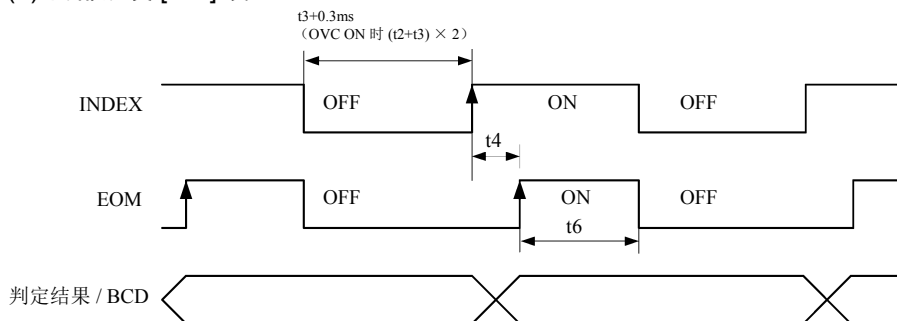 t3+0.3ms
（OVC ON 时 (t2+t3) × 2）
INDEX OFF ON OFF
t4
EOM OFF ON OFF
t6
判定结果 / BCD